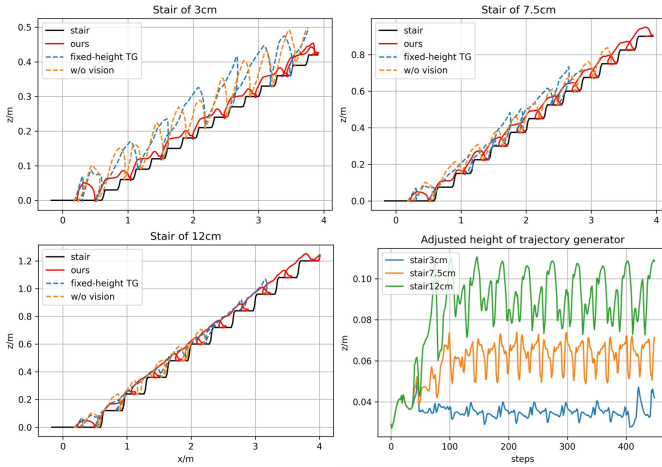 Stair of 3cm
z/m
0.5
0.4
0.3
0.2
0.1
0.0
0
1
2
3
4
stair
ours
fixed-height TG
w/o vision
Stair of 7.5cm
z/m
0.8
0.6
0.4
0.2
0.0
0
1
2
3
4
stair
ours
fixed-height TG
w/o vision
Stair of 12cm
z/m
1.2
1.0
0.8
0.6
0.4
0.2
0.0
0
1
2
3
4
x/m
stair
ours
fixed-height TG
w/o vision
Adjusted height of trajectory generator
z/m
0.10
0.08
0.06
0.04
0
100
200
300
400
steps
stair3cm
stair7.5cm
stair12cm